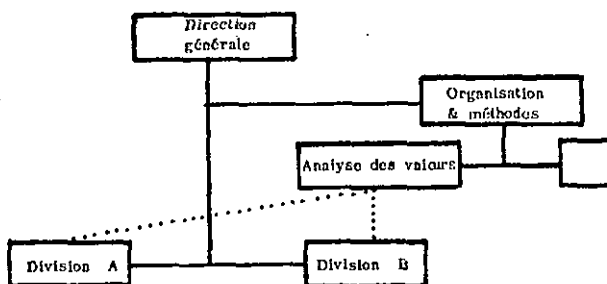 Direction
générale
Organisation
& méthodes
Analyse des valeurs
Division A
Division B